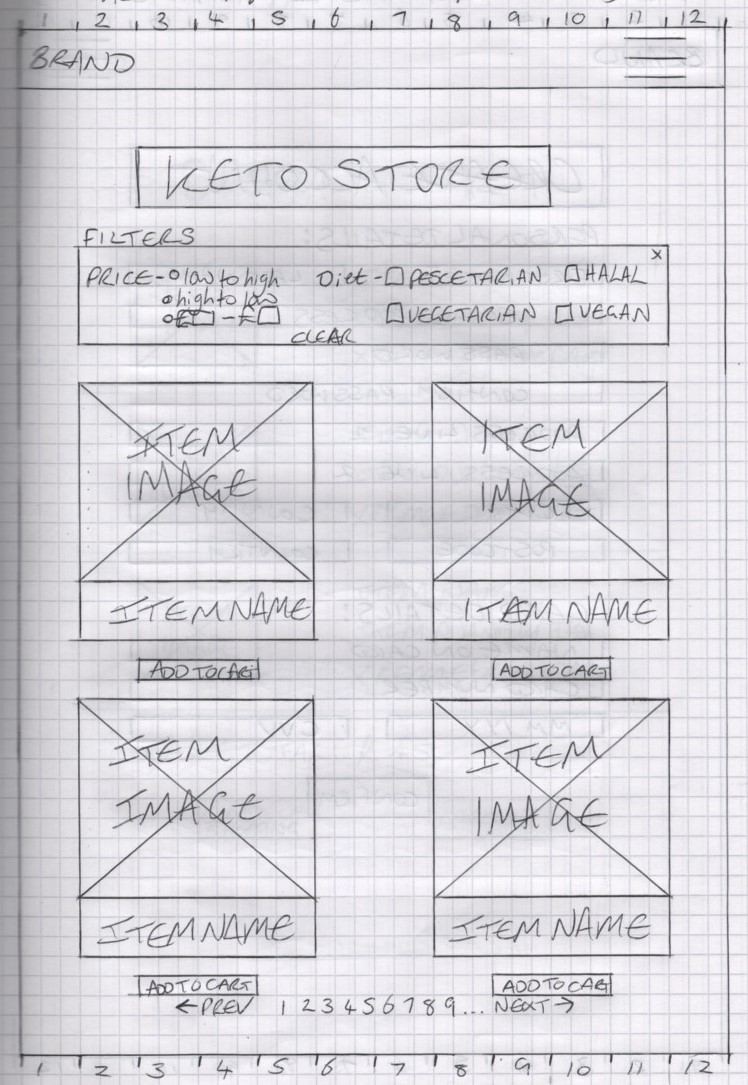 1 2 3 4 5 6 7 8 9 10 11 12
BRAND
KETO STORE
FILTERS
x
PRICE - low to high Diet - PESCETARIAN HALAL
high to low
£ - £ VEGETARIAN VEGAN
CLEAR
ITEM IMAGE
ITEM IMAGE
ITEM NAME
ITEM NAME
ADD TO CART
ADD TO CART
ITEM IMAGE
ITEM IMAGE
ITEM NAME
ITEM NAME
ADD TO CART
ADD TO CART
← PREV 1 2 3 4 5 6 7 8 9 ... NEXT →
1 2 3 4 5 6 7 8 9 10 11 12